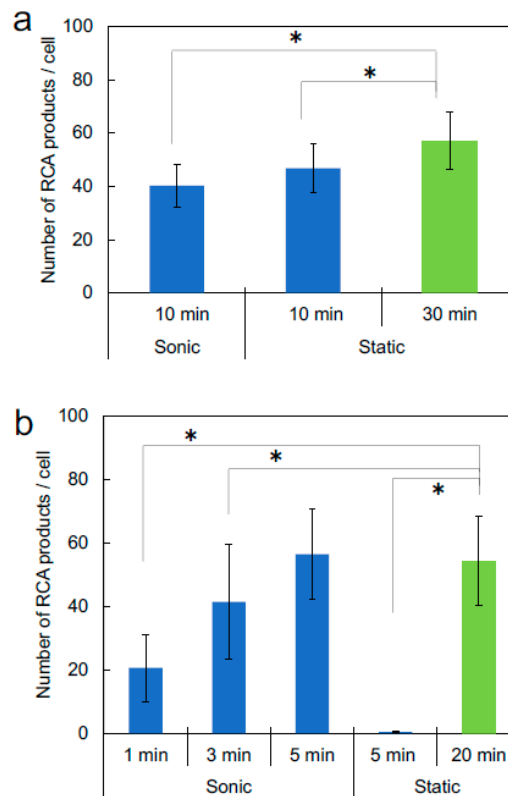 a
Number of RCA products / cell
100
80
60
40
20
0
*
*
10 min 10 min 30 min
Sonic Static
b
Number of RCA products / cell
100
80
60
40
20
0
*
*
*
1 min 3 min 5 min 5 min 20 min
Sonic Static